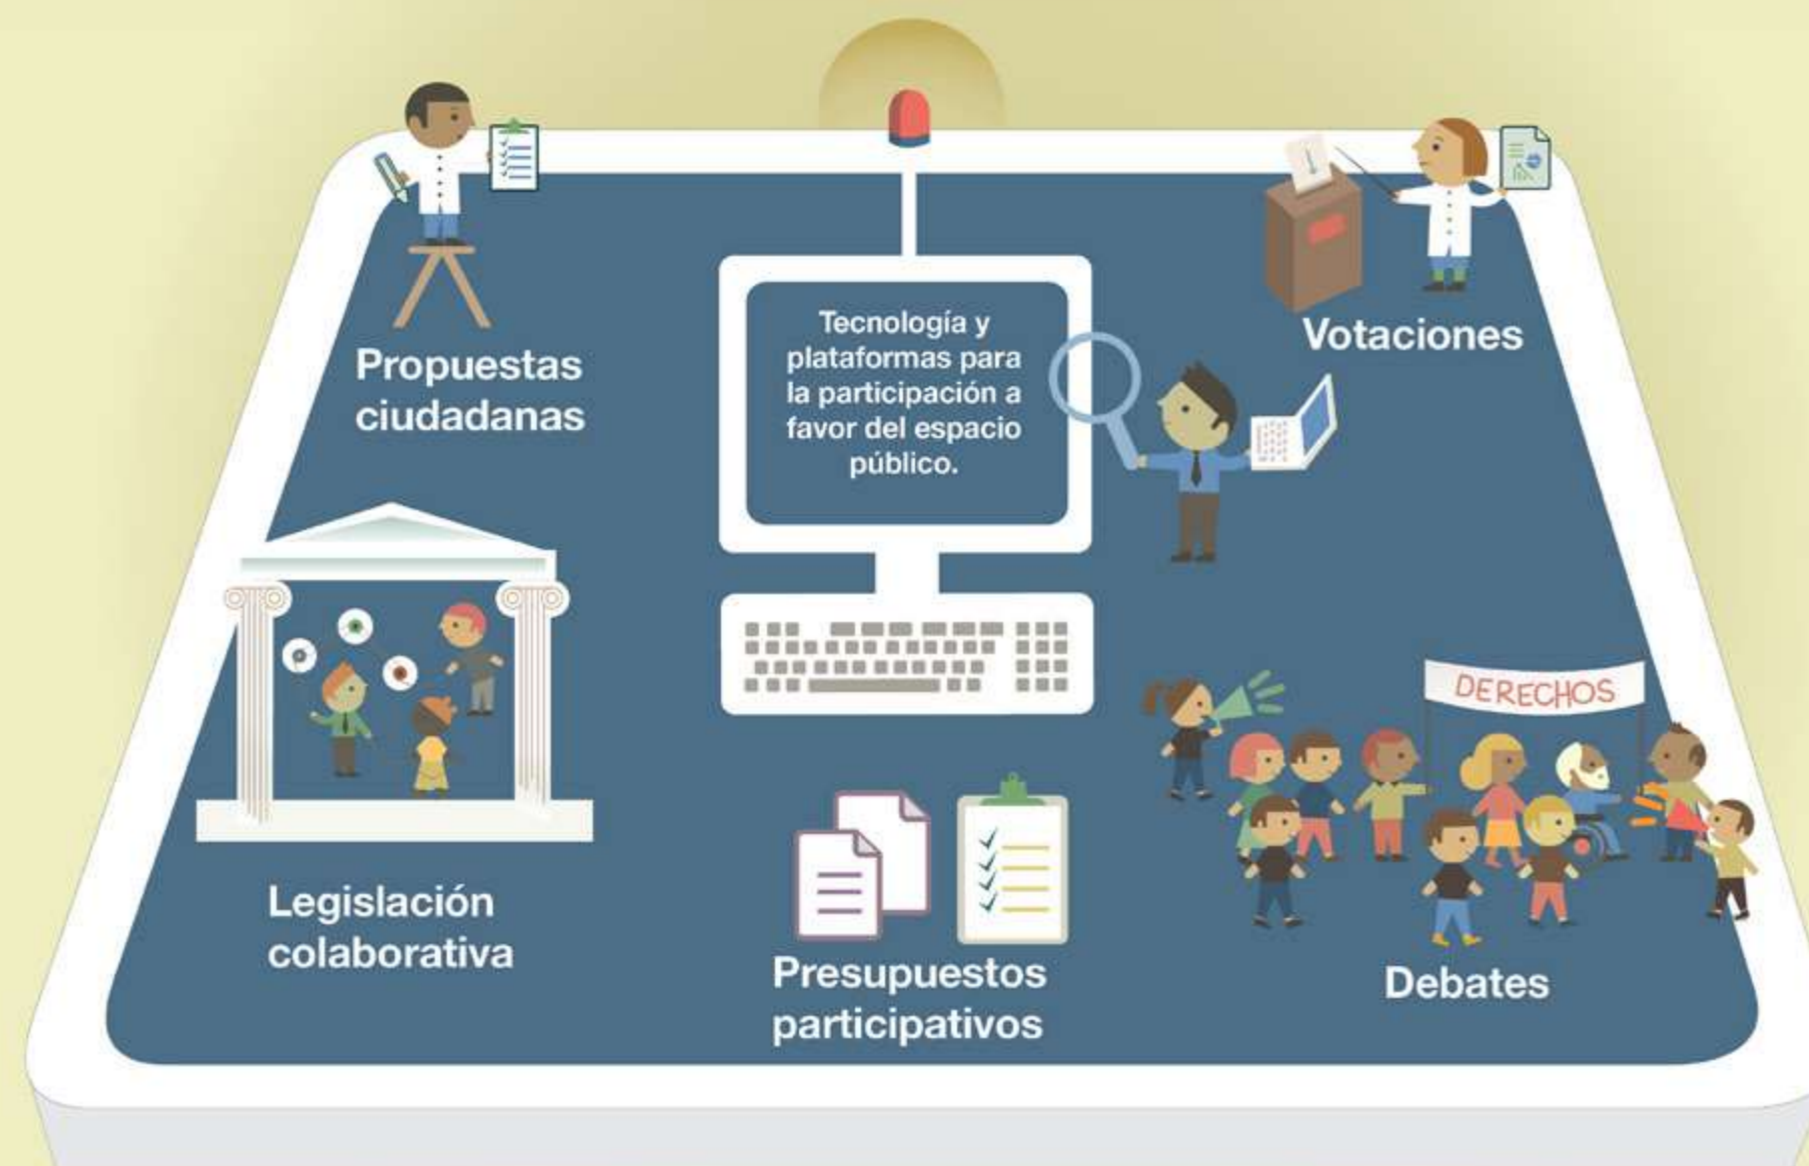 Propuestas
ciudadanas
Tecnología y
plataformas para
la participación a
favor del espacio
público.
Votaciones
Legislación
colaborativa
Presupuestos
participativos
DERECHOS
Debates